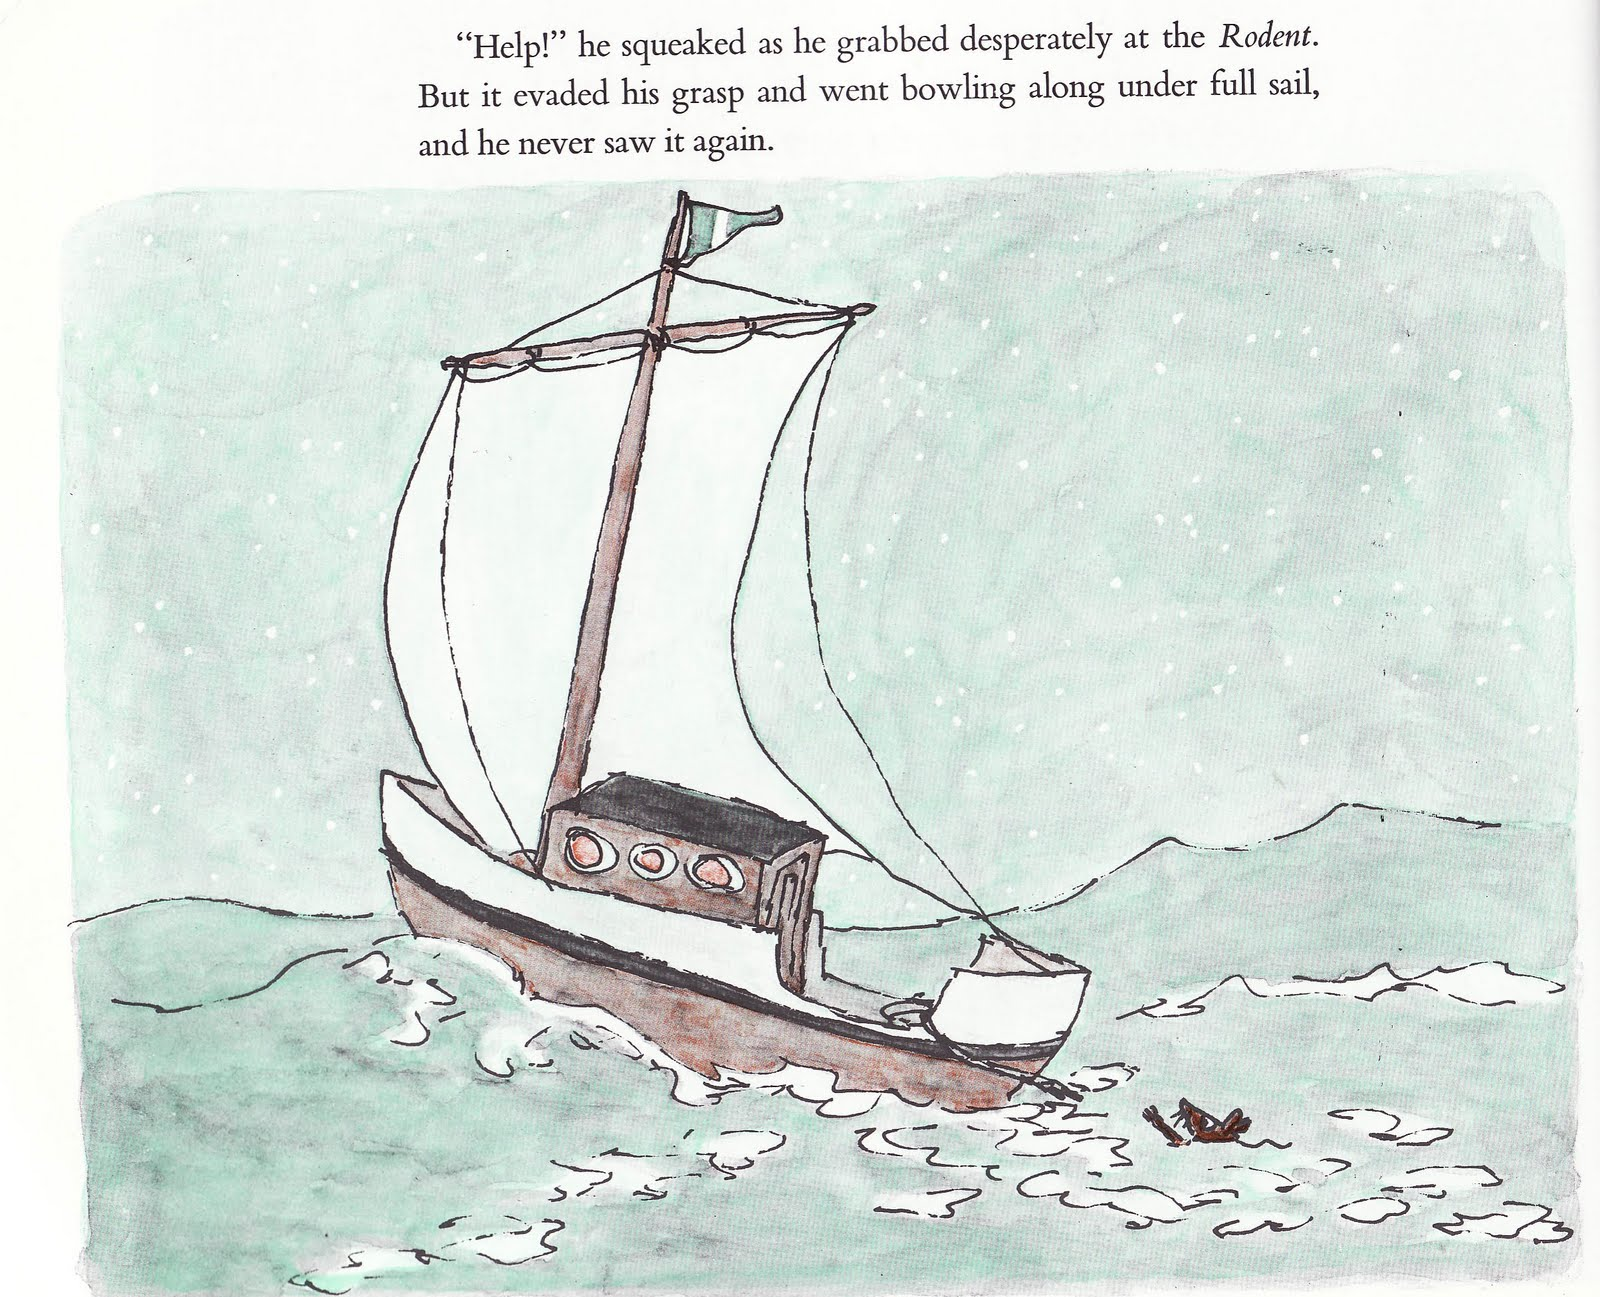 “Help!” he squeaked as he grabbed desperately at the Rodent.
But it evaded his grasp and went bowling along under full sail,
and he never saw it again.